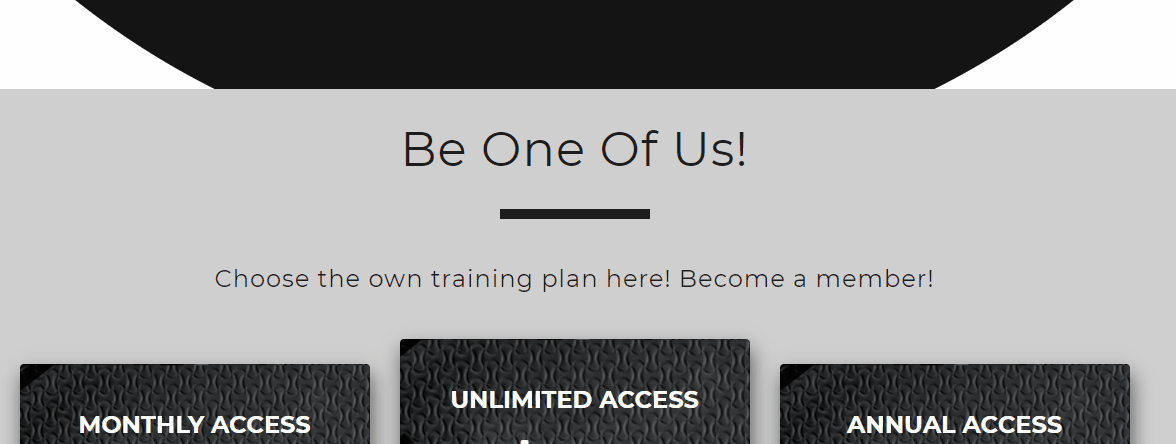 Be One Of Us!
Choose the own training plan here! Become a member!
MONTHLY ACCESS
UNLIMITED ACCESS
ANNUAL ACCESS